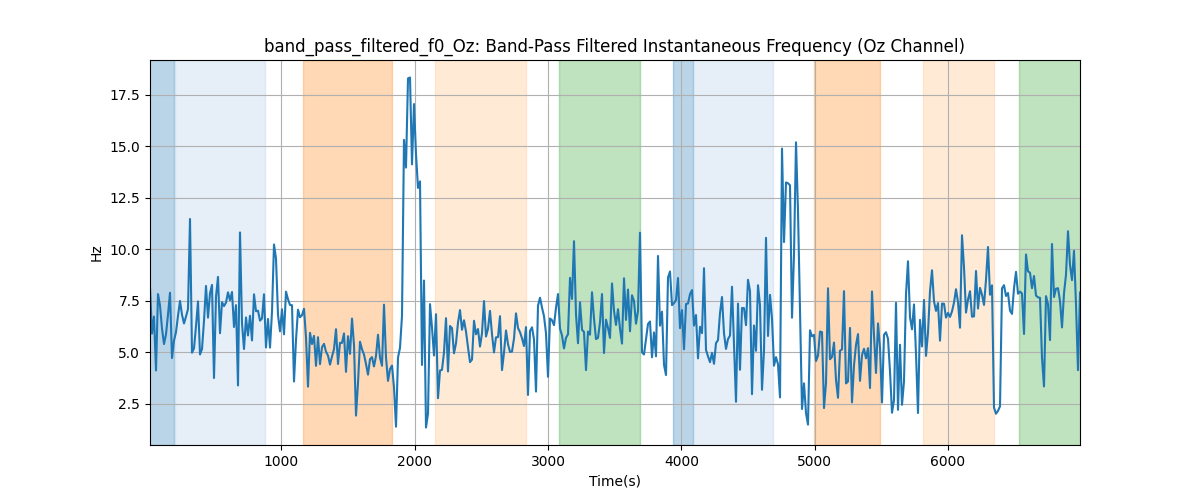 band_pass_filtered_f0_Oz: Band-Pass Filtered Instantaneous Frequency (Oz Channel)
17.5
15.0
12.5
10.0
7.5
5.0
2.5
Hz
1000 2000 3000 4000 5000 6000
Time(s)